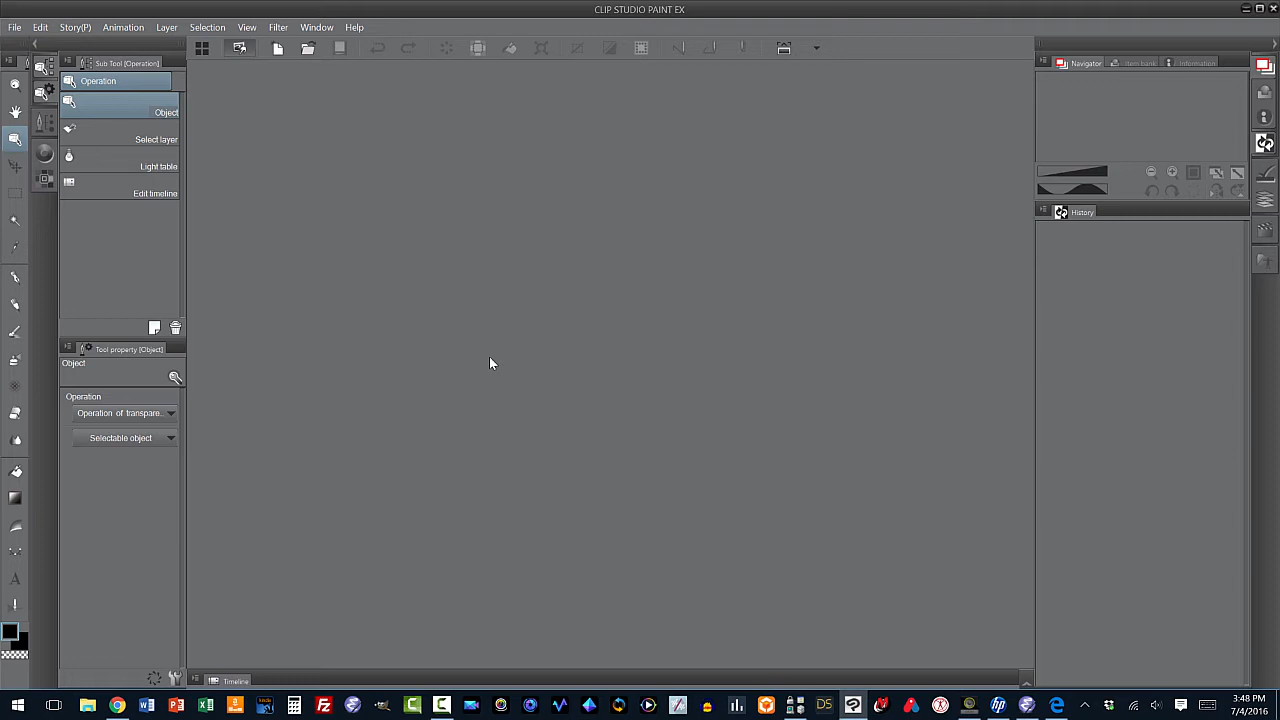 CLIP STUDIO PAINT EX
File Edit Story(P) Animation Layer Selection View Filter Window Help
Sub Tool [Operation]
Operation
Object
Select layer
Light table
Edit timeline
Tool property [Object]
Object
Operation
Operation of transpare..
Selectable object
Navigator Item bank Information
History
Timeline
3:48 PM
7/4/2016